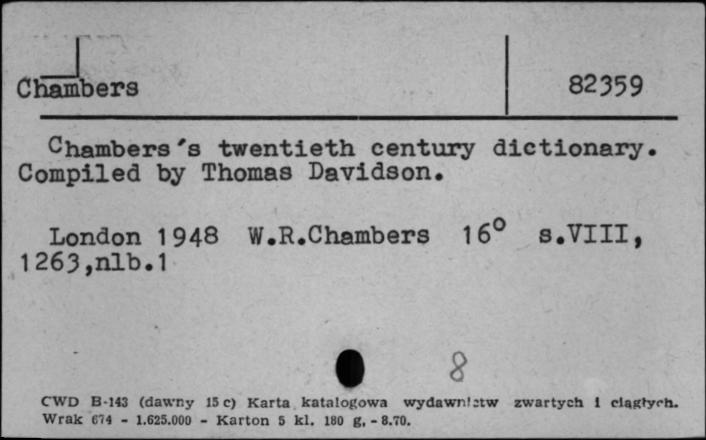 Chambers 82359
Chambers's twentieth century dictionary.
Compiled by Thomas Davidson.
London 1948 W.R.Chambers 16° s.VIII,
1263,nlb.1
8
CWD B-143 (dawny 15 c) Karta katalogowa wydawnictw zwartych i ciągłych.
Wrak 674 - 1.625.000 - Karton 5 kl. 180 g, - 8.70.